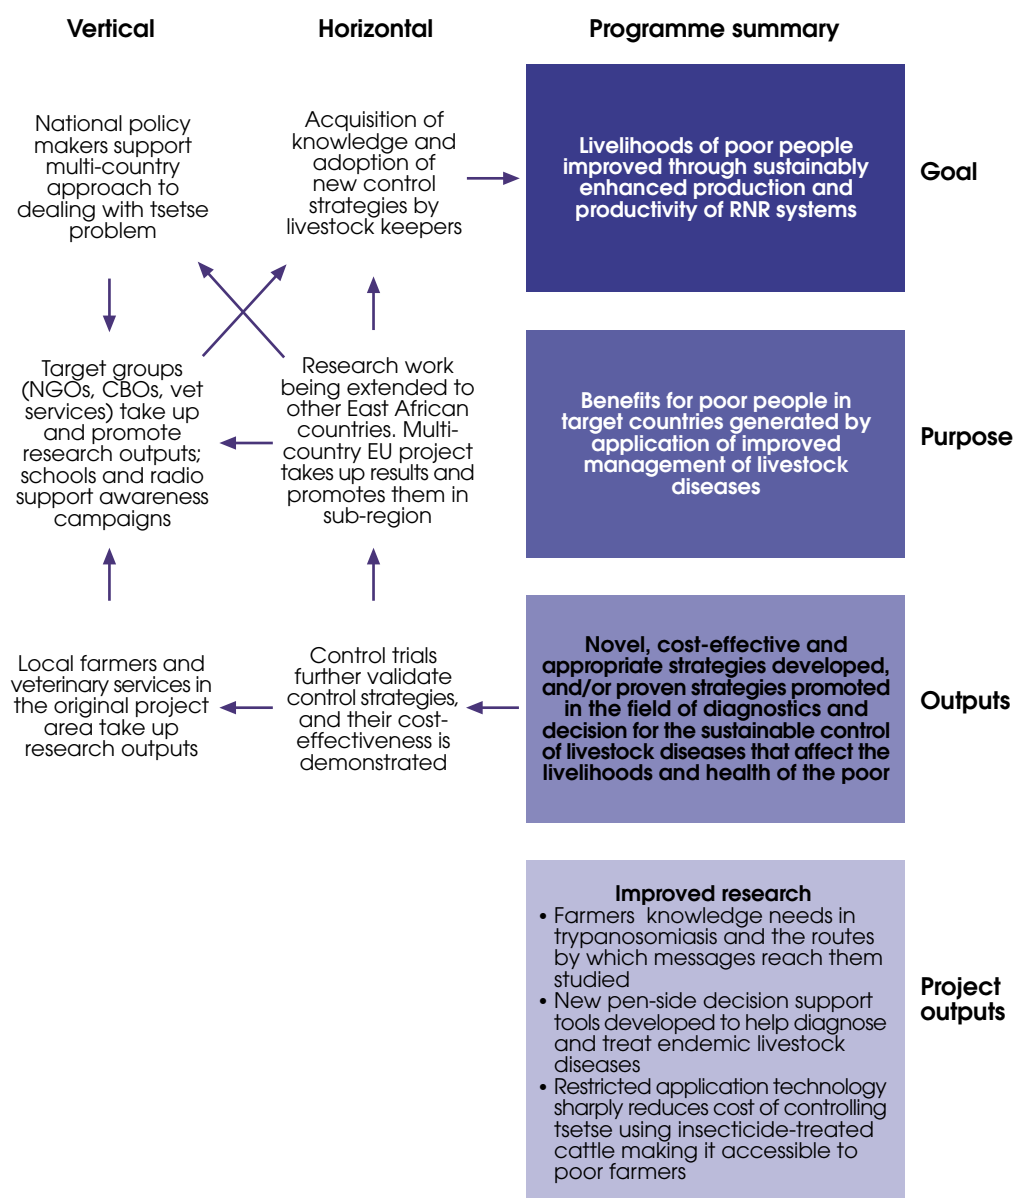 Vertical
Horizontal
Programme summary
National policy
makers support
multi-country
approach to
dealing with tsetse
problem
Acquisition of
knowledge and
adoption of
new control
strategies by
livestock keepers
Livelihoods of poor people
improved through sustainably
enhanced production and
productivity of RNR systems
Goal
Target groups
(NGOs, CBOs, vet
services) take up
and promote
research outputs;
schools and radio
support awareness
campaigns
Research work
being extended to
other East African
countries. Multi-
country EU project
takes up results and
promotes them in
sub-region
Benefits for poor people in
target countries generated by
application of improved
management of livestock
diseases
Purpose
Local farmers and
veterinary services in
the original project
area take up
research outputs
Control trials
further validate
control strategies,
and their cost-
effectiveness is
demonstrated
Novel, cost-effective and
appropriate strategies developed,
and/or proven strategies promoted
in the field of diagnostics and
decision for the sustainable control
of livestock diseases that affect the
livelihoods and health of the poor
Outputs
Improved research
• Farmers knowledge needs in
trypanosomiasis and the routes
by which messages reach them
studied
• New pen-side decision support
tools developed to help diagnose
and treat endemic livestock
diseases
• Restricted application technology
sharply reduces cost of controlling
tsetse using insecticide-treated
cattle making it accessible to
poor farmers
Project
outputs